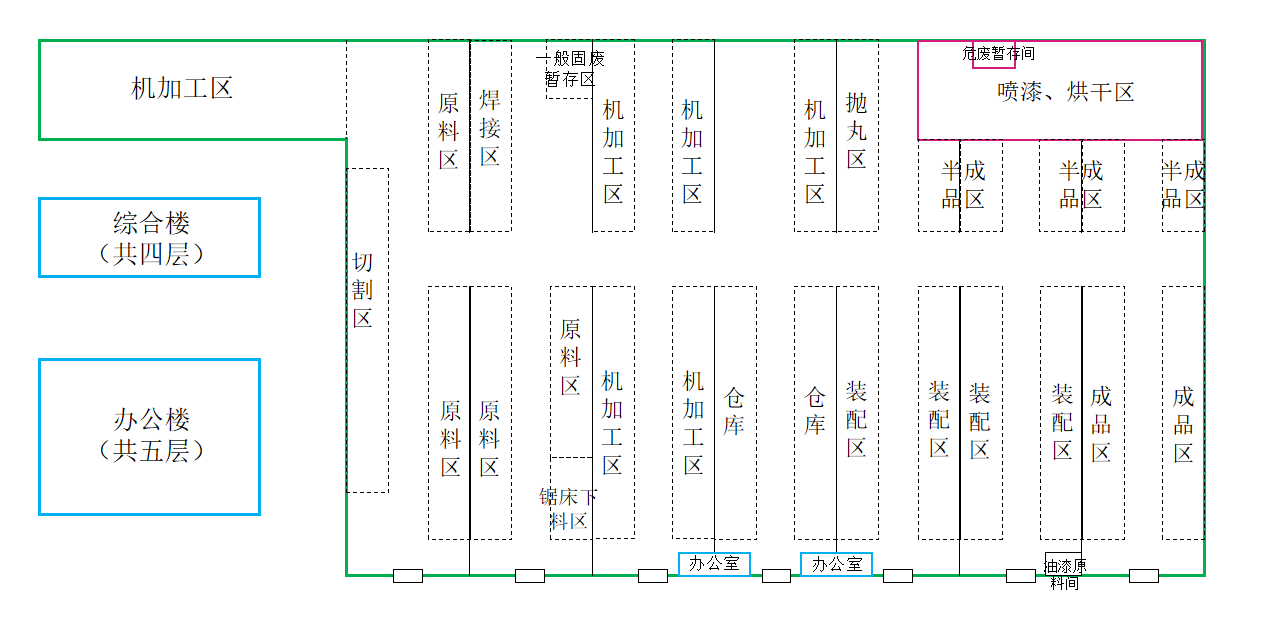 机加工区
综合楼
（共四层）
办公楼
（共五层）
切割区
原料区
焊接区
一般固废
暂存区
机加工区
机加工区
机加工区
抛丸区
危废暂存间
喷漆、烘干区
半成
品区
半成
品区
半成
品区
原料区
原料区
原料区
锯床下
料区
机加工区
机加工区
仓库
仓库
装配区
装配区
装配区
装配区
成品区
成品区
办公室
办公室
油漆原
料间